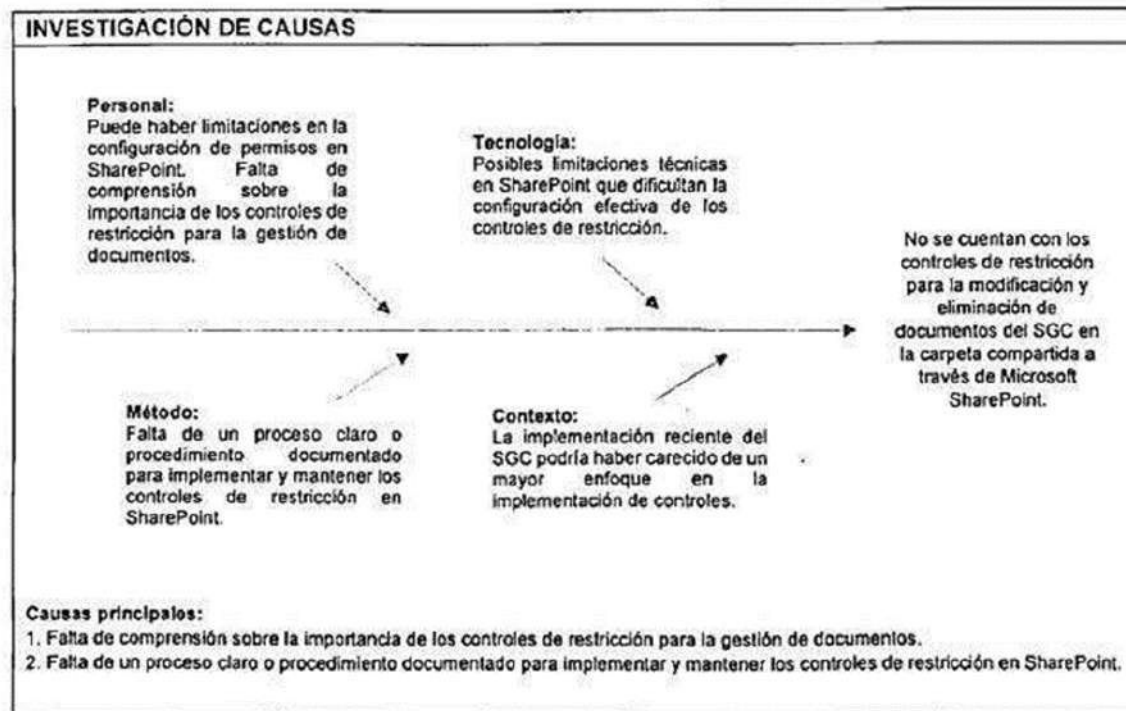 INVESTIGACIÓN DE CAUSAS
Personal:
Puede haber limitaciones en la
configuración de permisos en
SharePoint. Falta de
comprensión sobre la
importancia de los controles de
restricción para la gestión de
documentos.
Tecnología:
Posibles limitaciones técnicas
en SharePoint que dificultan la
configuración efectiva de los
controles de restricción.
No se cuentan con los
controles de restricción
para la modificación y
eliminación de
documentos del SGC en
la carpeta compartida a
través de Microsoft
SharePoint.
Método:
Falta de un proceso claro o
procedimiento documentado
para implementar y mantener los
controles de restricción en
SharePoint.
Contexto:
La implementación reciente del
SGC podría haber carecido de un
mayor enfoque en la
implementación de controles.
Causas principales:
1. Falta de comprensión sobre la importancia de los controles de restricción para la gestión de documentos.
2. Falta de un proceso claro o procedimiento documentado para implementar y mantener los controles de restricción en SharePoint.